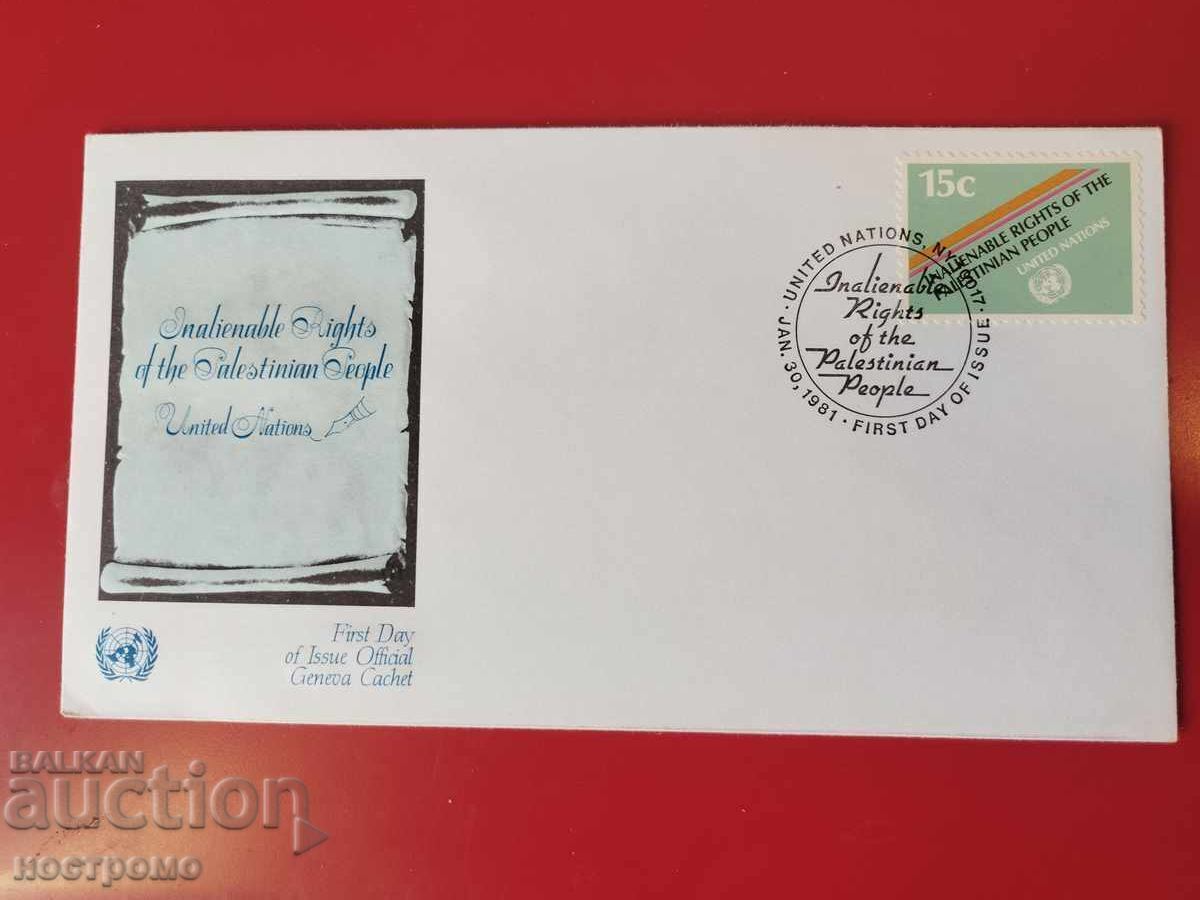 Inalienable Rights
of the Palestinian People
United Nations
First Day
of Issue Official
Geneva Cachet
15c
INALIENABLE RIGHTS OF THE
PALESTINIAN PEOPLE
UNITED NATIONS
UNITED NATIONS, NY 10017
JAN. 30, 1981 · FIRST DAY OF ISSUE ·
Inalienable
Rights
of the
Palestinian
People
BALKAN
auction
ностромо